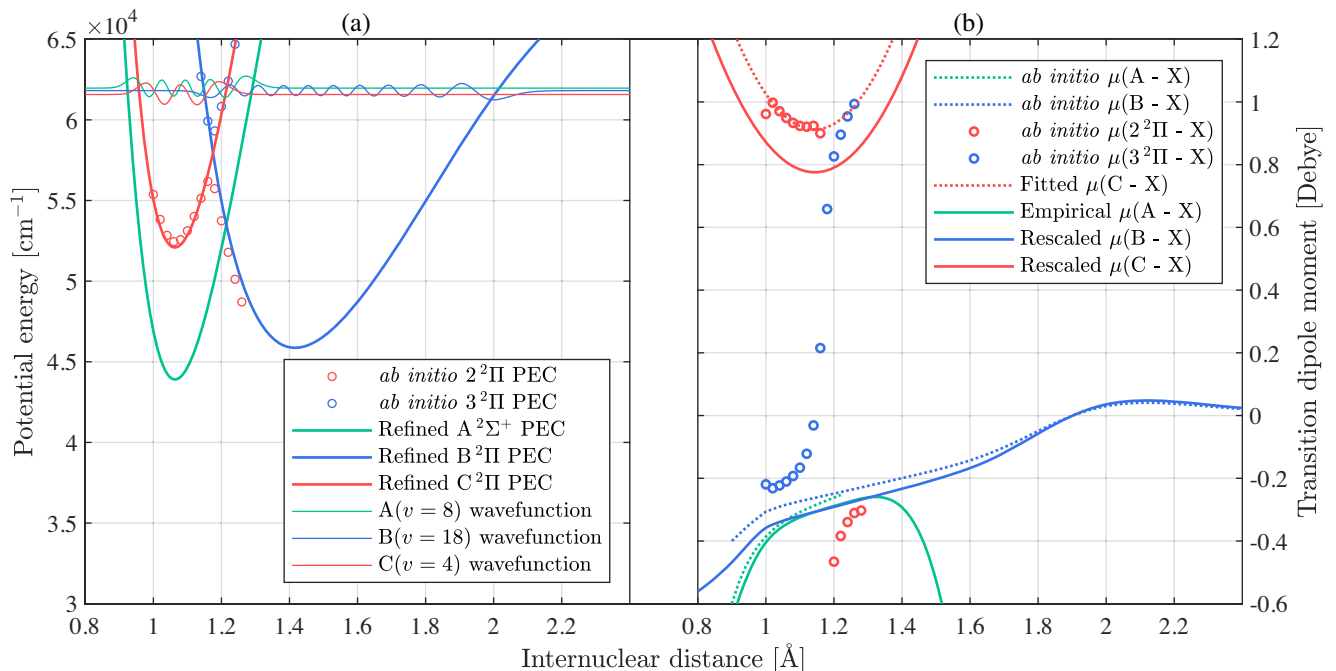 (a)
(b)
×10⁴
6.5
6
5.5
5
4.5
4
3.5
3
Potential energy [cm⁻¹]
ab initio 2 ²Π PEC
ab initio 3 ²Π PEC
Refined A ²Σ⁺ PEC
Refined B ²Π PEC
Refined C ²Π PEC
A(v = 8) wavefunction
B(v = 18) wavefunction
C(v = 4) wavefunction
0.8 1 1.2 1.4 1.6 1.8 2 2.2
ab initio μ(A - X)
ab initio μ(B - X)
ab initio μ(2 ²Π - X)
ab initio μ(3 ²Π - X)
Fitted μ(C - X)
Empirical μ(A - X)
Rescaled μ(B - X)
Rescaled μ(C - X)
1.2
1
0.8
0.6
0.4
0.2
0
-0.2
-0.4
-0.6
Transition dipole moment [Debye]
0.8 1 1.2 1.4 1.6 1.8 2 2.2
Internuclear distance [Å]